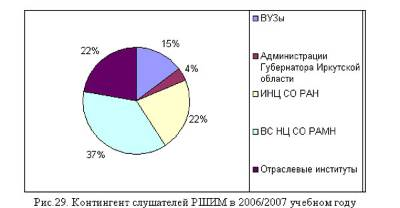 ВУЗы
15%
22%
Администрации
Губернатора Иркутской
области
4%
ИНЦ СО РАН
22%
ВС НЦ СО РАМН
37%
Отраслевые институты
Рис.29. Контингент слушателей РШИМ в 2006/2007 учебном году